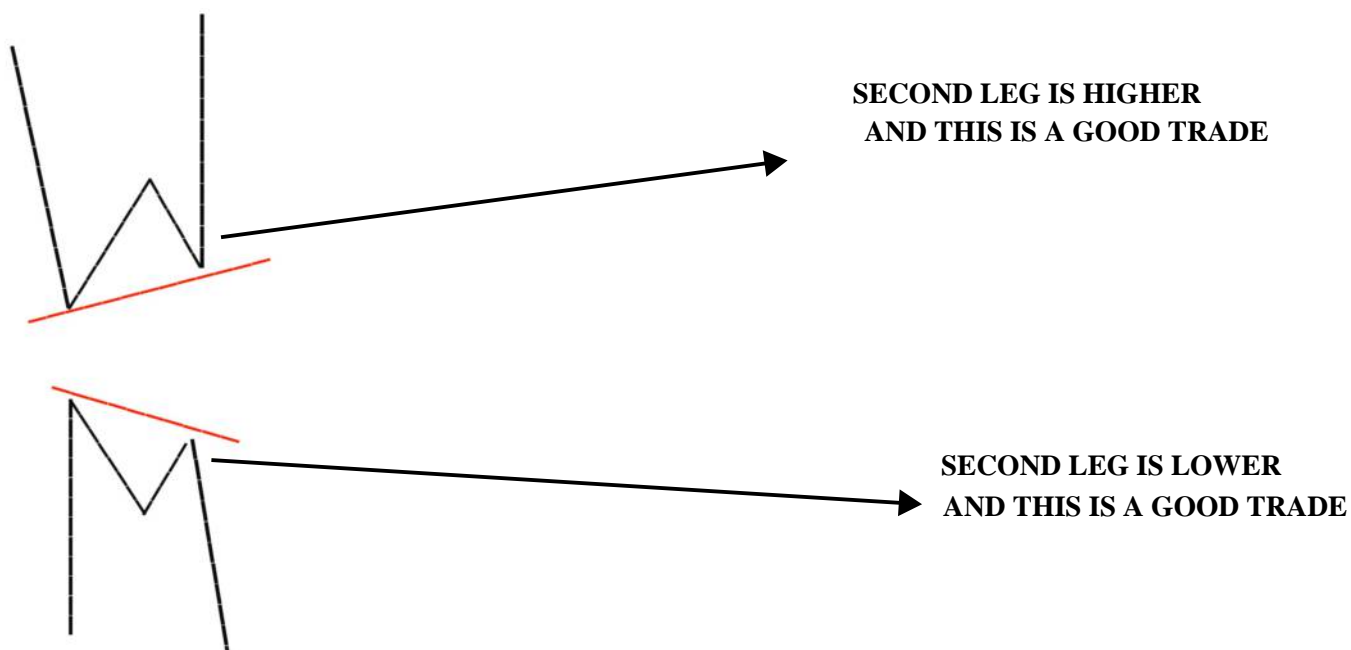 SECOND LEG IS HIGHER
AND THIS IS A GOOD TRADE
SECOND LEG IS LOWER
AND THIS IS A GOOD TRADE